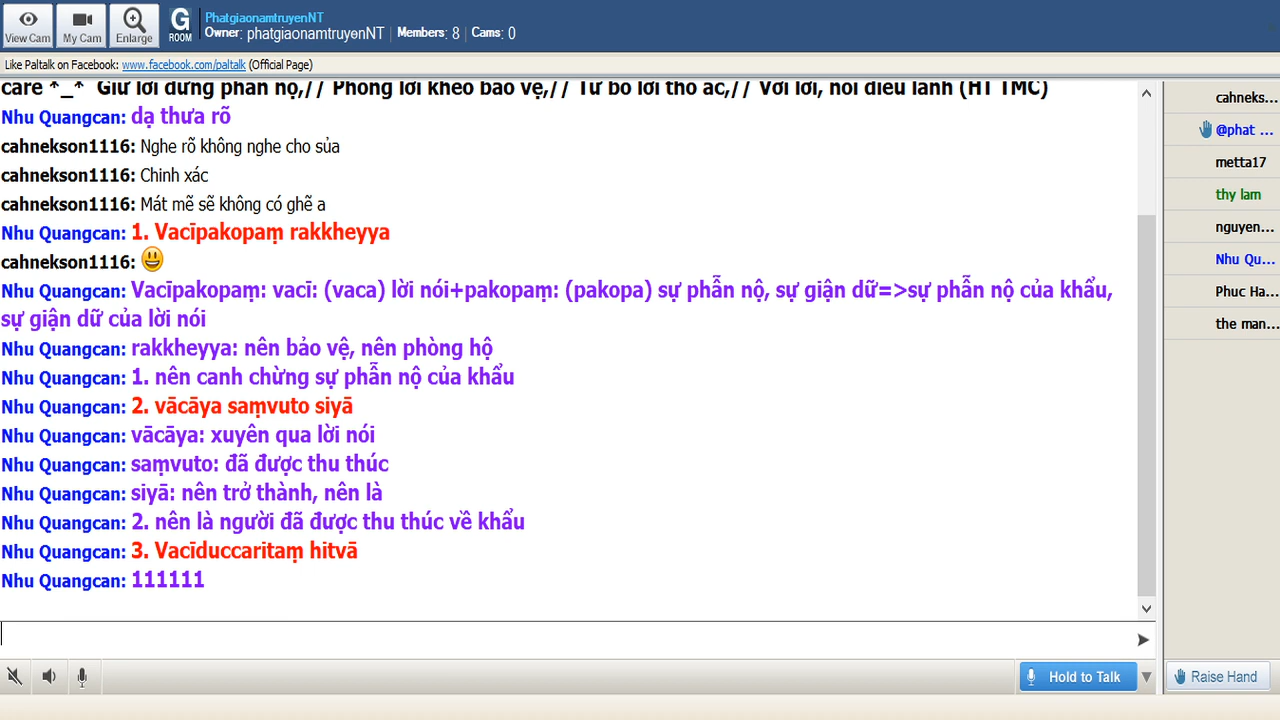 View Cam
My Cam
Enlarge
G
ROOM
PhatgiaonamtruyenNT
Owner: phatgiaonamtruyenNT | Members: 8 | Cams: 0
Like Paltalk on Facebook: www.facebook.com/paltalk (Official Page)
care *_* Giữ lời đừng phẫn nộ,// Phòng lời khéo bảo vệ,// Từ bỏ lời thô ác,// Với lời, nói điều lành (HT TMC)
Nhu Quangcan: dạ thưa rõ
cahnekson1116: Nghe rõ không nghe cho sủa
cahnekson1116: Chinh xác
cahnekson1116: Mát mẽ sẽ không có ghẽ a
Nhu Quangcan: 1. Vacīpakopaṃ rakkheyya
cahnekson1116:
Nhu Quangcan: Vacīpakopaṃ: vacī: (vaca) lời nói+pakopaṃ: (pakopa) sự phẫn nộ, sự giận dữ=>sự phẫn nộ của khẩu,
sự giận dữ của lời nói
Nhu Quangcan: rakkheyya: nên bảo vệ, nên phòng hộ
Nhu Quangcan: 1. nên canh chừng sự phẫn nộ của khẩu
Nhu Quangcan: 2. vācāya saṃvuto siyā
Nhu Quangcan: vācāya: xuyên qua lời nói
Nhu Quangcan: saṃvuto: đã được thu thúc
Nhu Quangcan: siyā: nên trở thành, nên là
Nhu Quangcan: 2. nên là người đã được thu thúc về khẩu
Nhu Quangcan: 3. Vacīduccaritaṃ hitvā
Nhu Quangcan: 111111
cahneks...
@phat ...
metta17
thy lam
nguyen...
Nhu Qu...
Phuc Ha...
the man...
Hold to Talk
Raise Hand